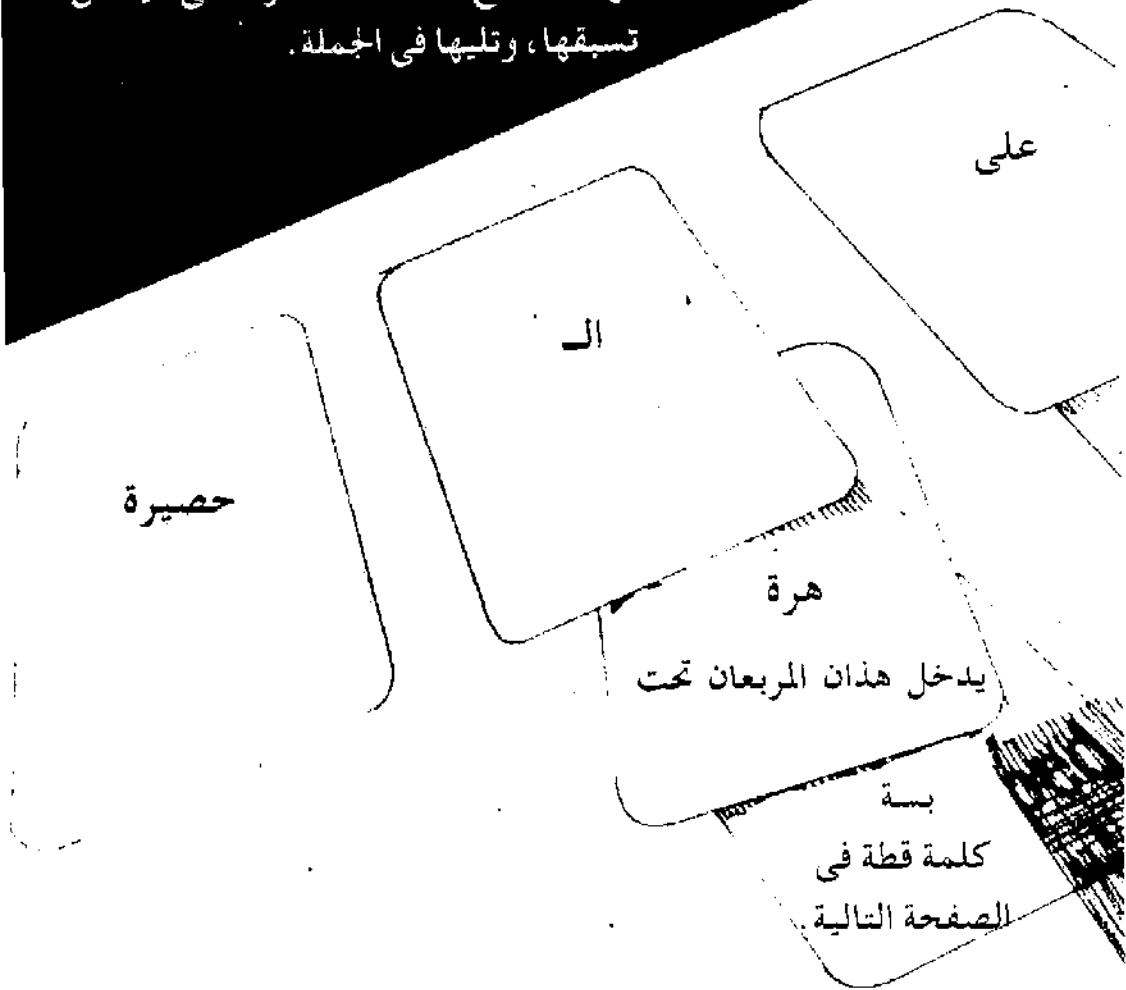 تسبقها، وتليها فى الجملة.
على
الـ
حصيرة
هرة
يدخل هذان المربعان تحت
بسة
كلمة قطة فى
الصفحة التالية.